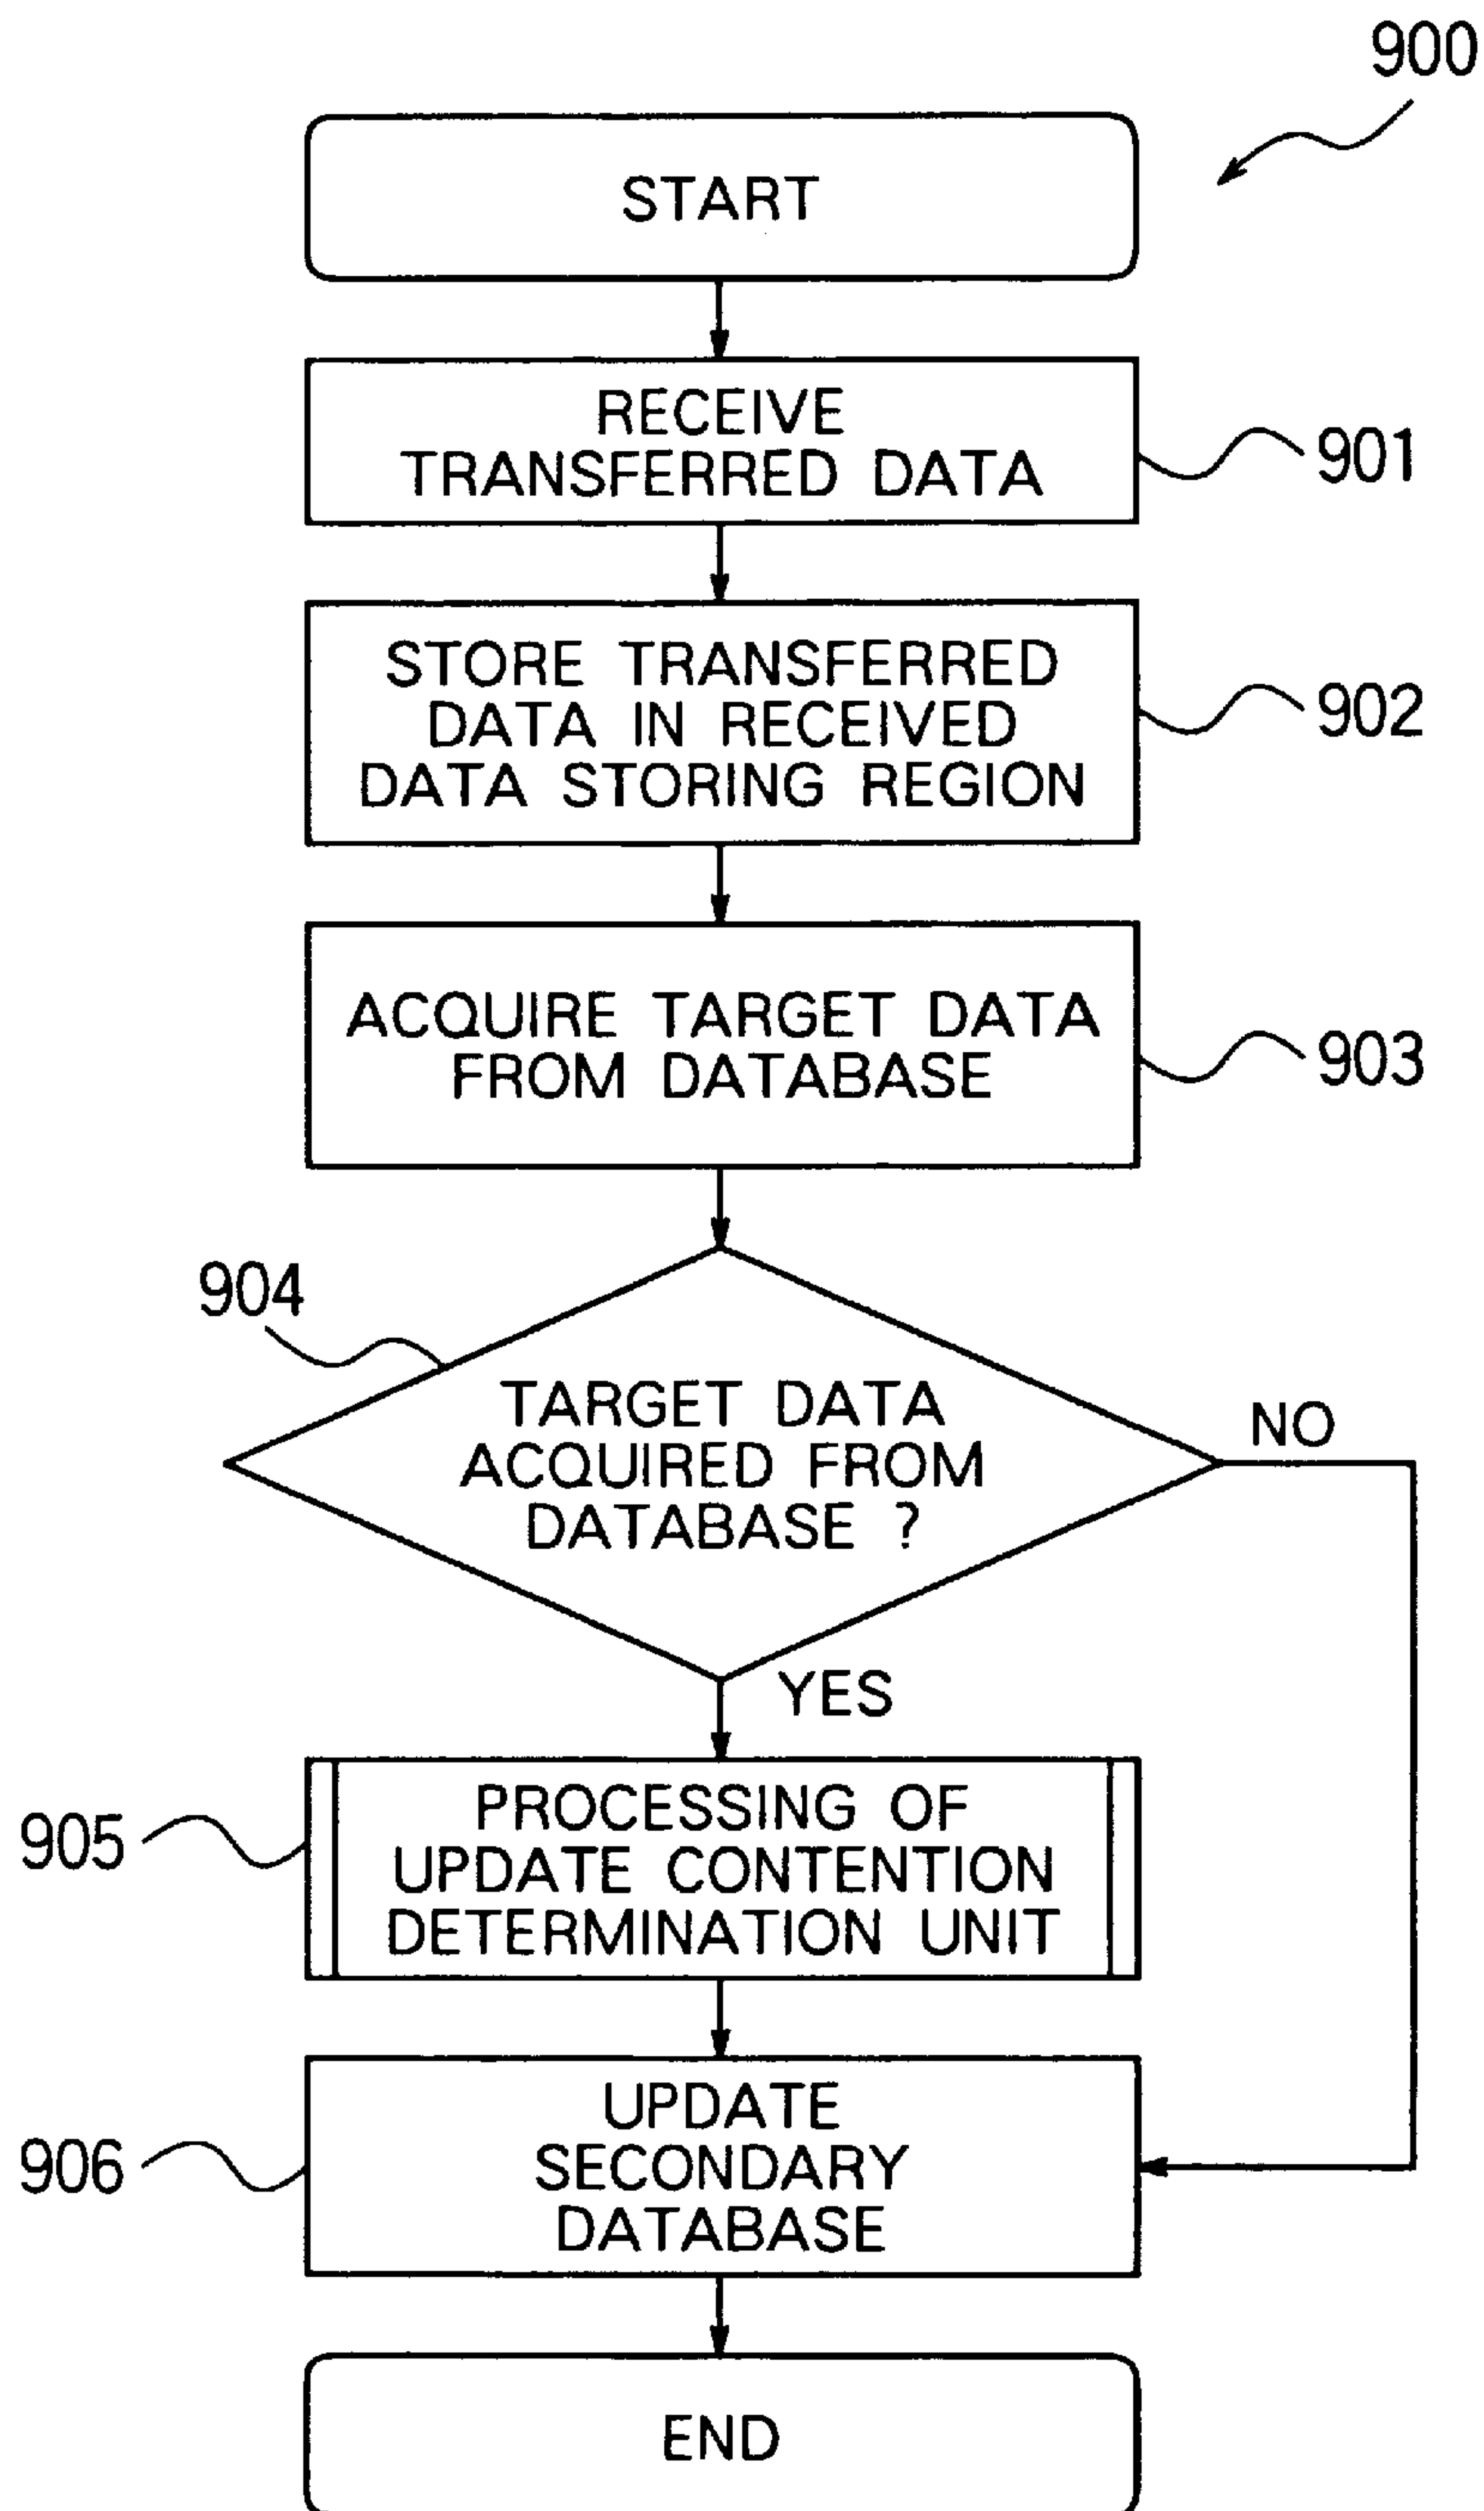 900
START
RECEIVE
TRANSFERRED DATA
901
STORE TRANSFERRED
DATA IN RECEIVED
DATA STORING REGION
902
ACQUIRE TARGET DATA
FROM DATABASE
903
904
TARGET DATA
ACQUIRED FROM
DATABASE ?
NO
YES
905
PROCESSING OF
UPDATE CONTENTION
DETERMINATION UNIT
906
UPDATE
SECONDARY
DATABASE
END